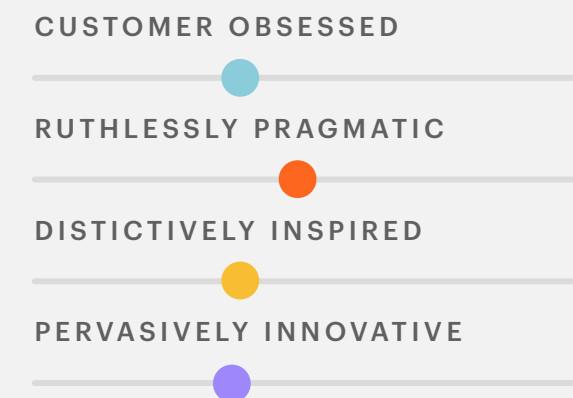 CUSTOMER OBSESSED
RUTHLESSLY PRAGMATIC
DISTICTIVELY INSPIRED
PERVASIVELY INNOVATIVE